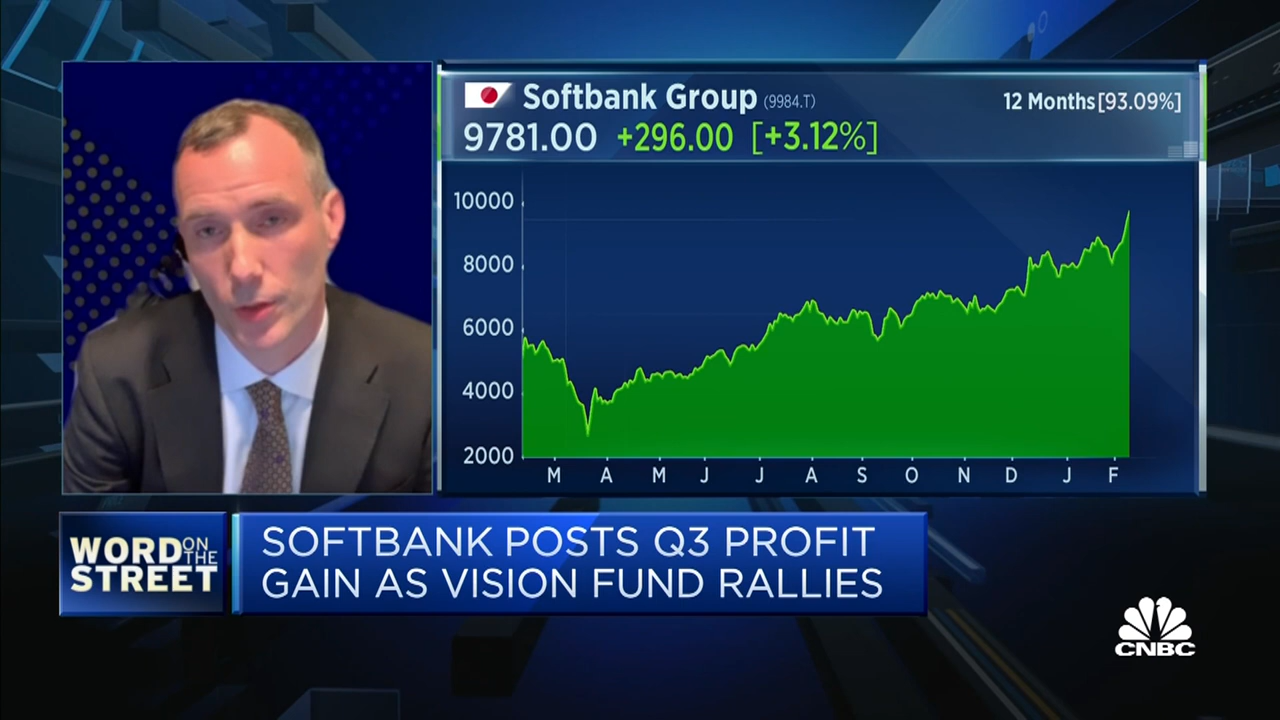 Softbank Group (9984.T)
12 Months[93.09%]
9781.00 +296.00 [+3.12%]
10000
8000
6000
4000
2000
M A M J J A S O N D J F
WORD ON THE STREET
SOFTBANK POSTS Q3 PROFIT
GAIN AS VISION FUND RALLIES
CNBC